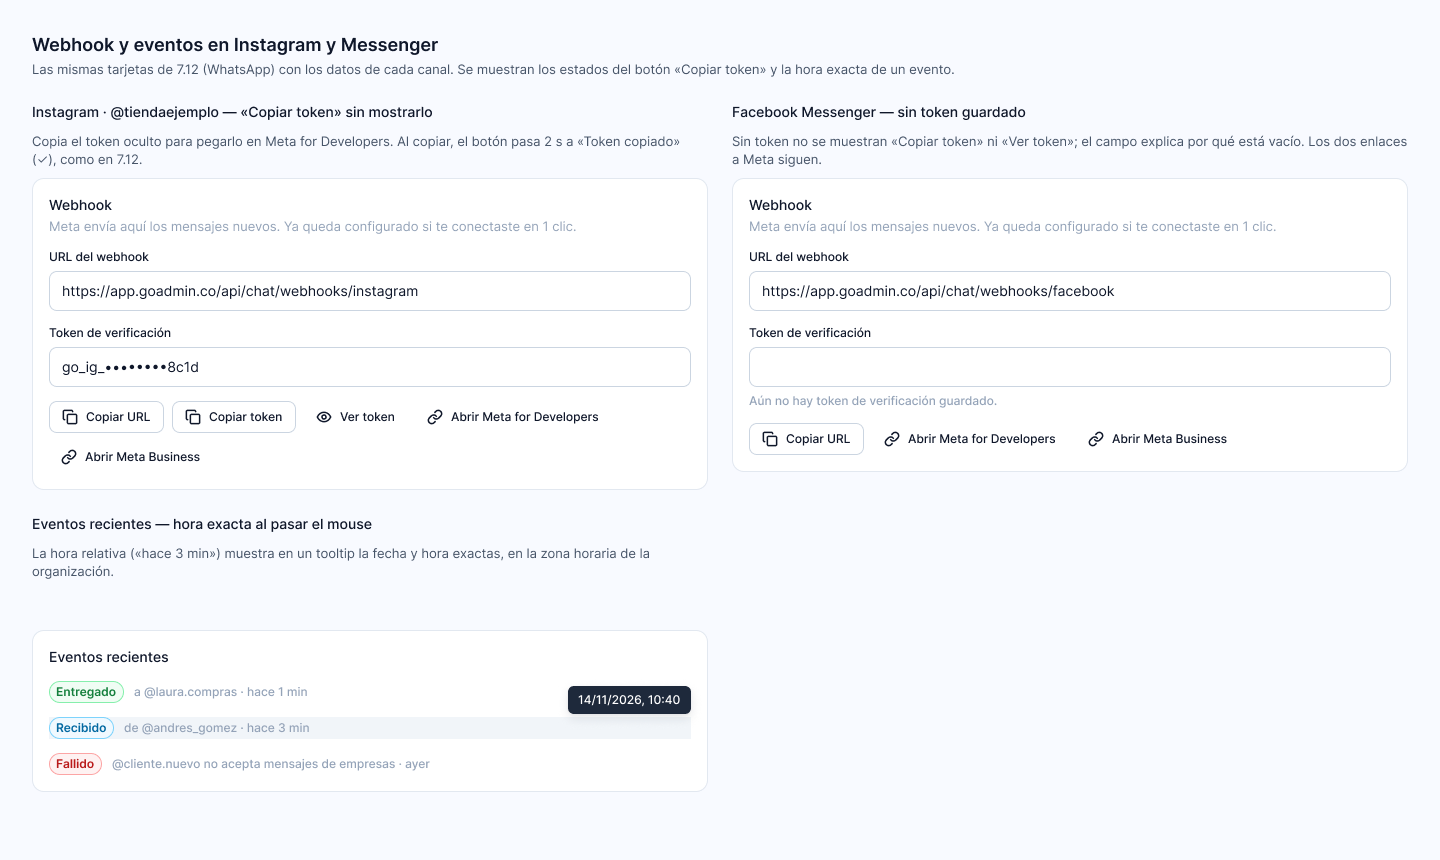 Webhook y eventos en Instagram y Messenger
Las mismas tarjetas de 7.12 (WhatsApp) con los datos de cada canal. Se muestran los estados del botón «Copiar token» y la hora exacta de un evento.
Instagram · @tiendaejemplo — «Copiar token» sin mostrarlo
Copia el token oculto para pegarlo en Meta for Developers. Al copiar, el botón pasa 2 s a «Token copiado»
(✓), como en 7.12.
Webhook
Meta envía aquí los mensajes nuevos. Ya queda configurado si te conectaste en 1 clic.
URL del webhook
https://app.goadmin.co/api/chat/webhooks/instagram
Token de verificación
go_ig_••••••••8c1d
Copiar URL
Copiar token
Ver token
Abrir Meta for Developers
Abrir Meta Business
Facebook Messenger — sin token guardado
Sin token no se muestran «Copiar token» ni «Ver token»; el campo explica por qué está vacío. Los dos enlaces
a Meta siguen.
Webhook
Meta envía aquí los mensajes nuevos. Ya queda configurado si te conectaste en 1 clic.
URL del webhook
https://app.goadmin.co/api/chat/webhooks/facebook
Token de verificación
Aún no hay token de verificación guardado.
Copiar URL
Abrir Meta for Developers
Abrir Meta Business
Eventos recientes — hora exacta al pasar el mouse
La hora relativa («hace 3 min») muestra en un tooltip la fecha y hora exactas, en la zona horaria de la
organización.
Eventos recientes
Entregado a @laura.compras · hace 1 min
14/11/2026, 10:40
Recibido de @andres_gomez · hace 3 min
Fallido @cliente.nuevo no acepta mensajes de empresas · ayer